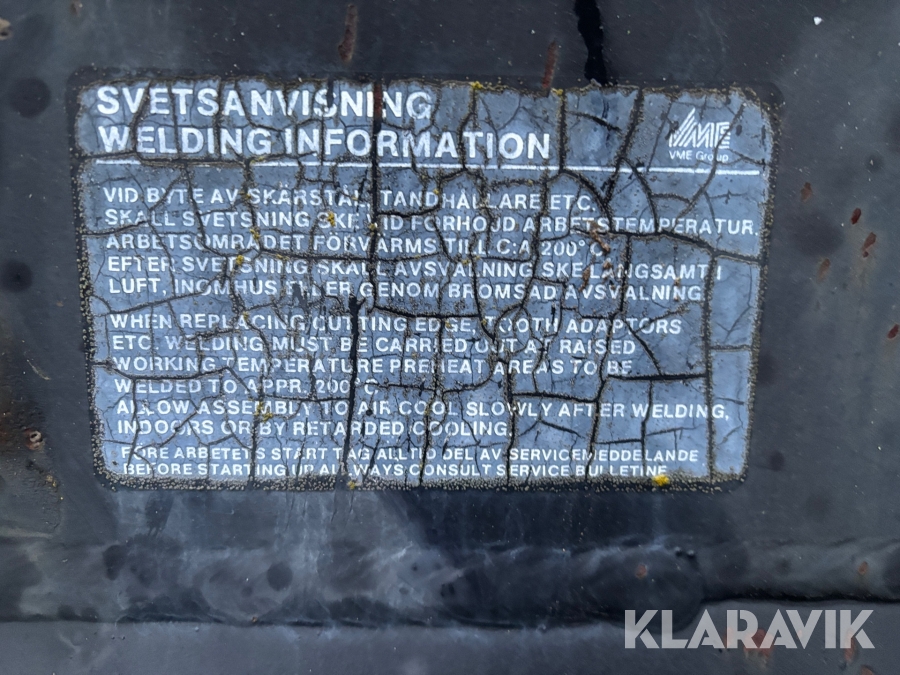 SVETSANVISNING
WELDING INFORMATION
VME
VME Group
VID BYTE AV SKÄRSTÅL, TANDHÅLLARE ETC.
SKALL SVETSNING SKE VID FÖRHÖJD ARBETSTEMPERATUR.
ARBETSOMRÅDET FÖRVÄRMS TILL C:A 200°C
EFTER SVETSNING SKALL AVSVALNING SKE LÅNGSAMT I
LUFT, INOMHUS ELLER GENOM BROMSAD AVSVALNING
WHEN REPLACING CUTTING EDGE, TOOTH ADAPTORS
ETC. WELDING MUST BE CARRIED OUT AT RAISED
WORKING TEMPERATURE PREHEAT AREAS TO BE
WELDED TO APPR. 200°C
ALLOW ASSEMBLY TO AIR COOL SLOWLY AFTER WELDING,
INDOORS OR BY RETARDED COOLING.
FÖRE ARBETETS START TAG ALLTID DEL AV SERVICEMEDDELANDE
BEFORE STARTING UP ALLWAYS CONSULT SERVICE BULLETINE
KLARAVIK